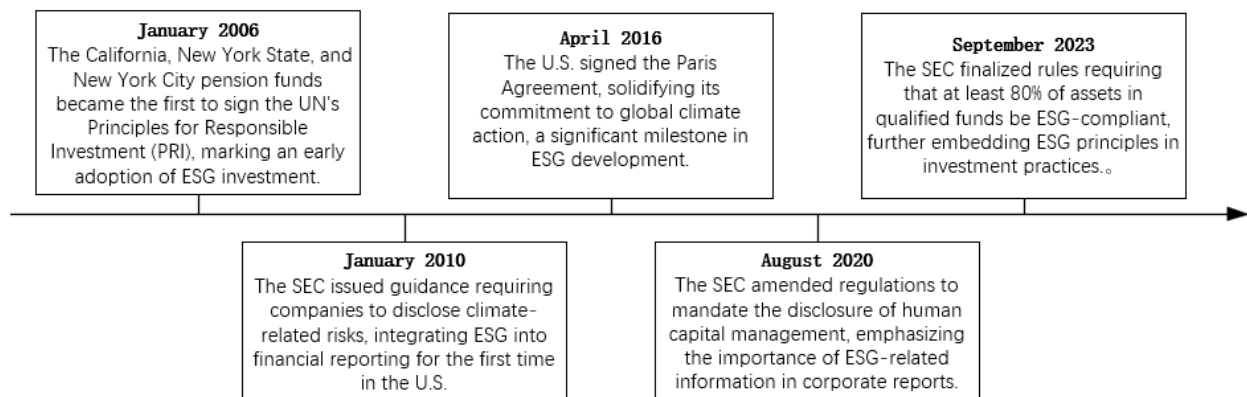 January 2006
The California, New York State, and
New York City pension funds
became the first to sign the UN's
Principles for Responsible
Investment (PRI), marking an early
adoption of ESG investment.
January 2010
The SEC issued guidance requiring
companies to disclose climate-
related risks, integrating ESG into
financial reporting for the first time
in the U.S.
April 2016
The U.S. signed the Paris
Agreement, solidifying its
commitment to global climate
action, a significant milestone in
ESG development.
August 2020
The SEC amended regulations to
mandate the disclosure of human
capital management, emphasizing
the importance of ESG-related
information in corporate reports.
September 2023
The SEC finalized rules requiring
that at least 80% of assets in
qualified funds be ESG-compliant,
further embedding ESG principles in
investment practices.。